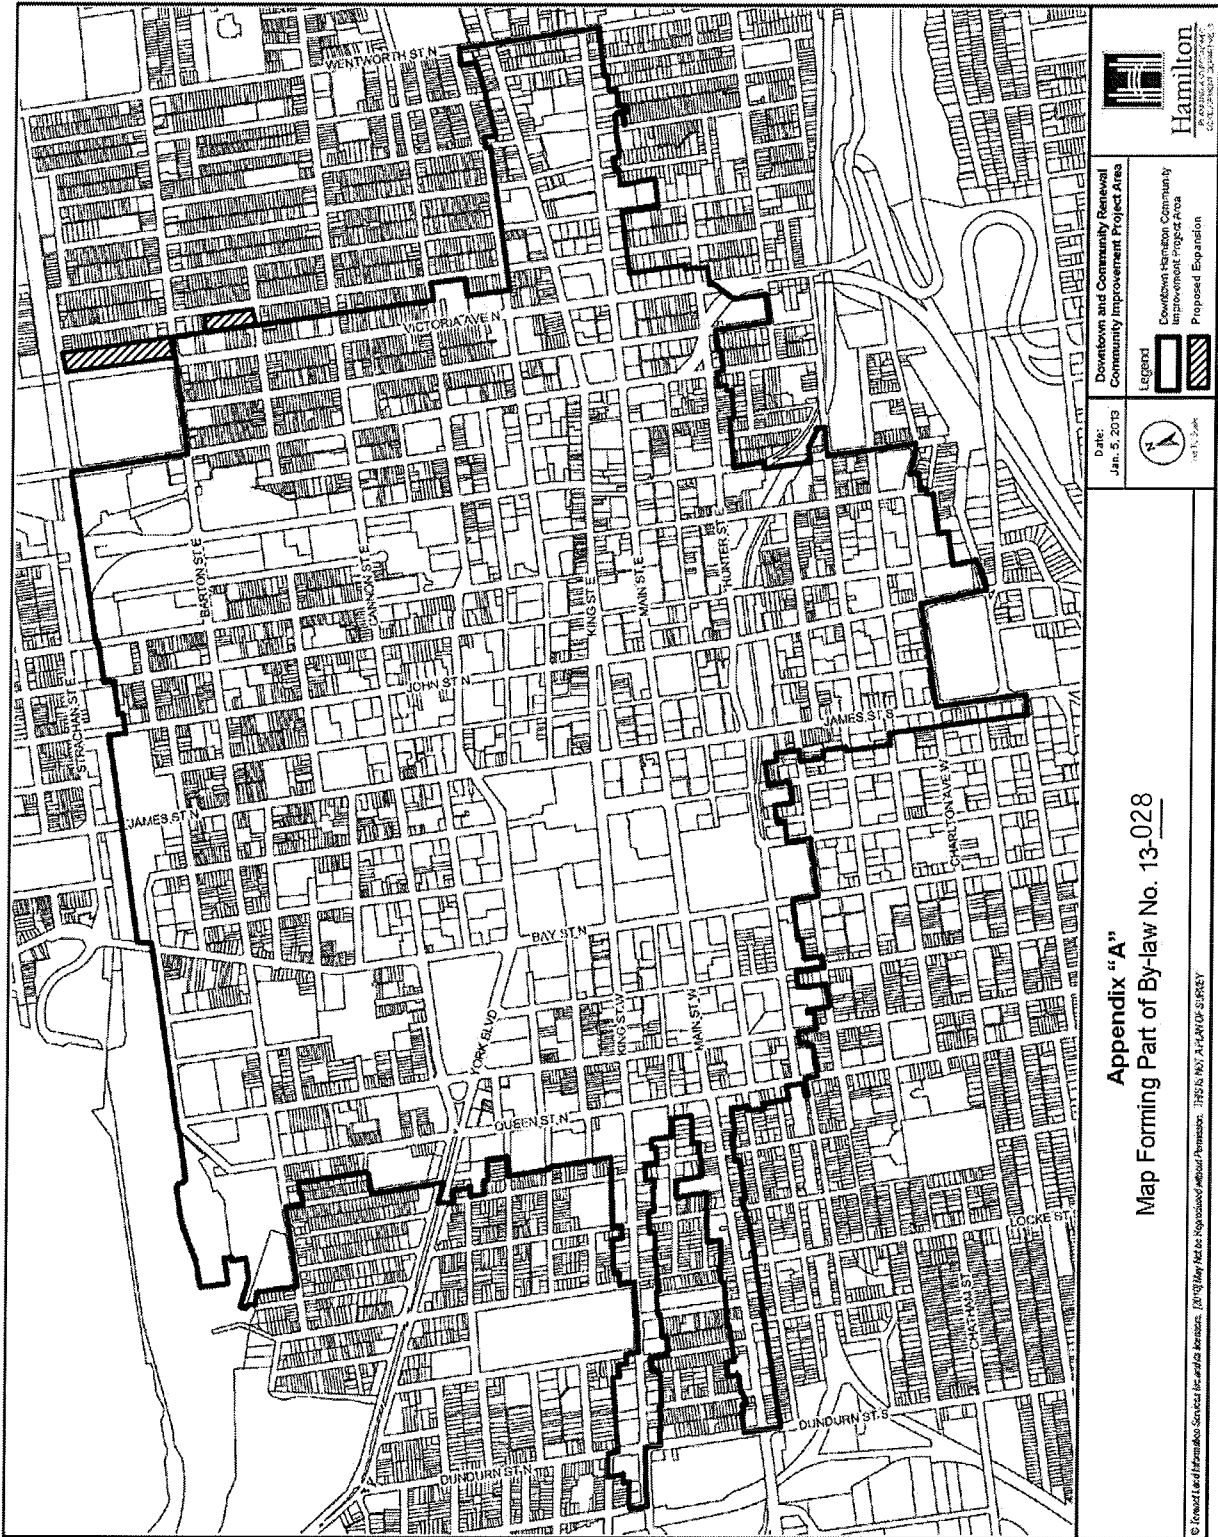 WENTWORTH ST. N
VICTORIA AVE N
BARTON ST. E
CANNON ST. E
KING ST. E
MAIN ST. E
HUNTER ST. E
STRACHAN ST. E
JOHN ST. N
JAMES ST. N
JAMES ST. S
CHARLTON AVE W
BAY ST. N
YORK BLVD
KING ST. W
MAIN ST. W
QUEEN ST. N
LOCKE ST.
CHATHAM ST.
DUNDURN ST. S
DUNDURN ST. N
Appendix “A”
Map Forming Part of By-law No. 13-028
Date:
Jan. 5, 2013
N
Downtown and Community Renewal
Community Improvement Project Area
Legend
Downtown Hamilton Community
Improvement Project Area
Proposed Expansion
Hamilton
THIS IS NOT A PLAN OF SURVEY